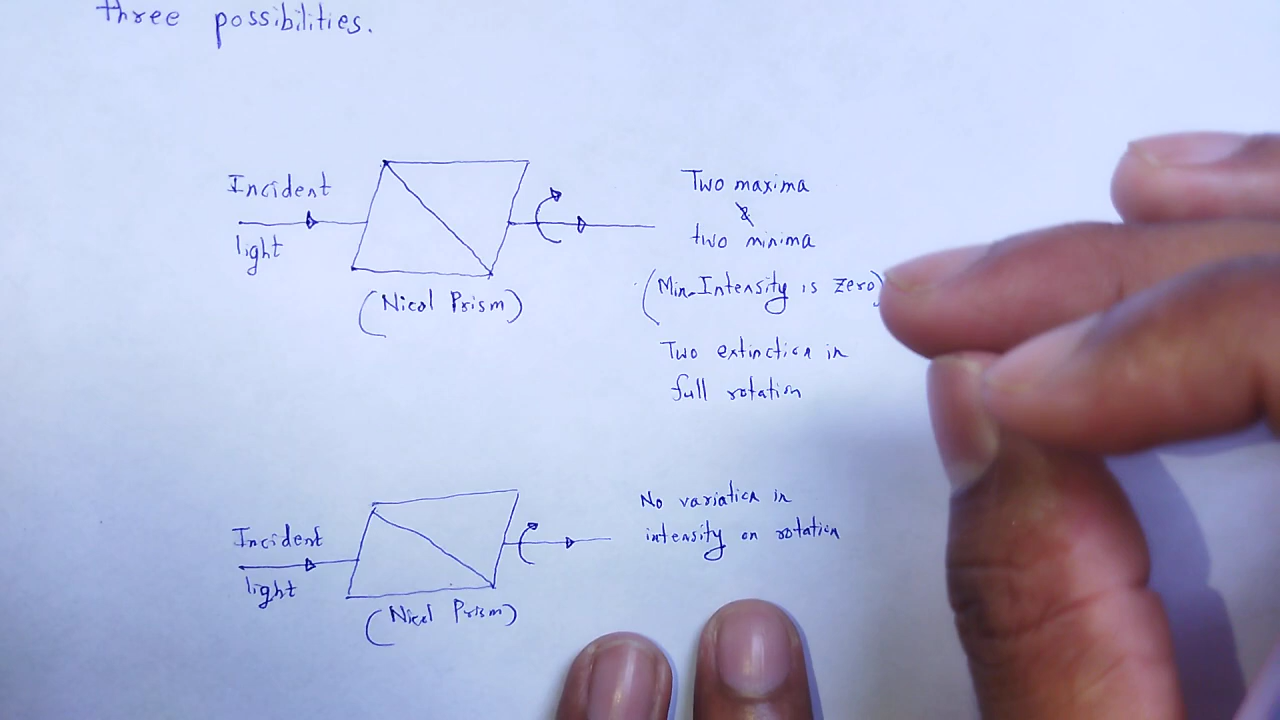 three possibilities.
Incident
light
(Nicol Prism)
Two maxima
&
two minima
(Min. Intensity is zero)
Two extinction in
full rotation
Incident
light
(Nicol Prism)
No variation in
intensity on rotation